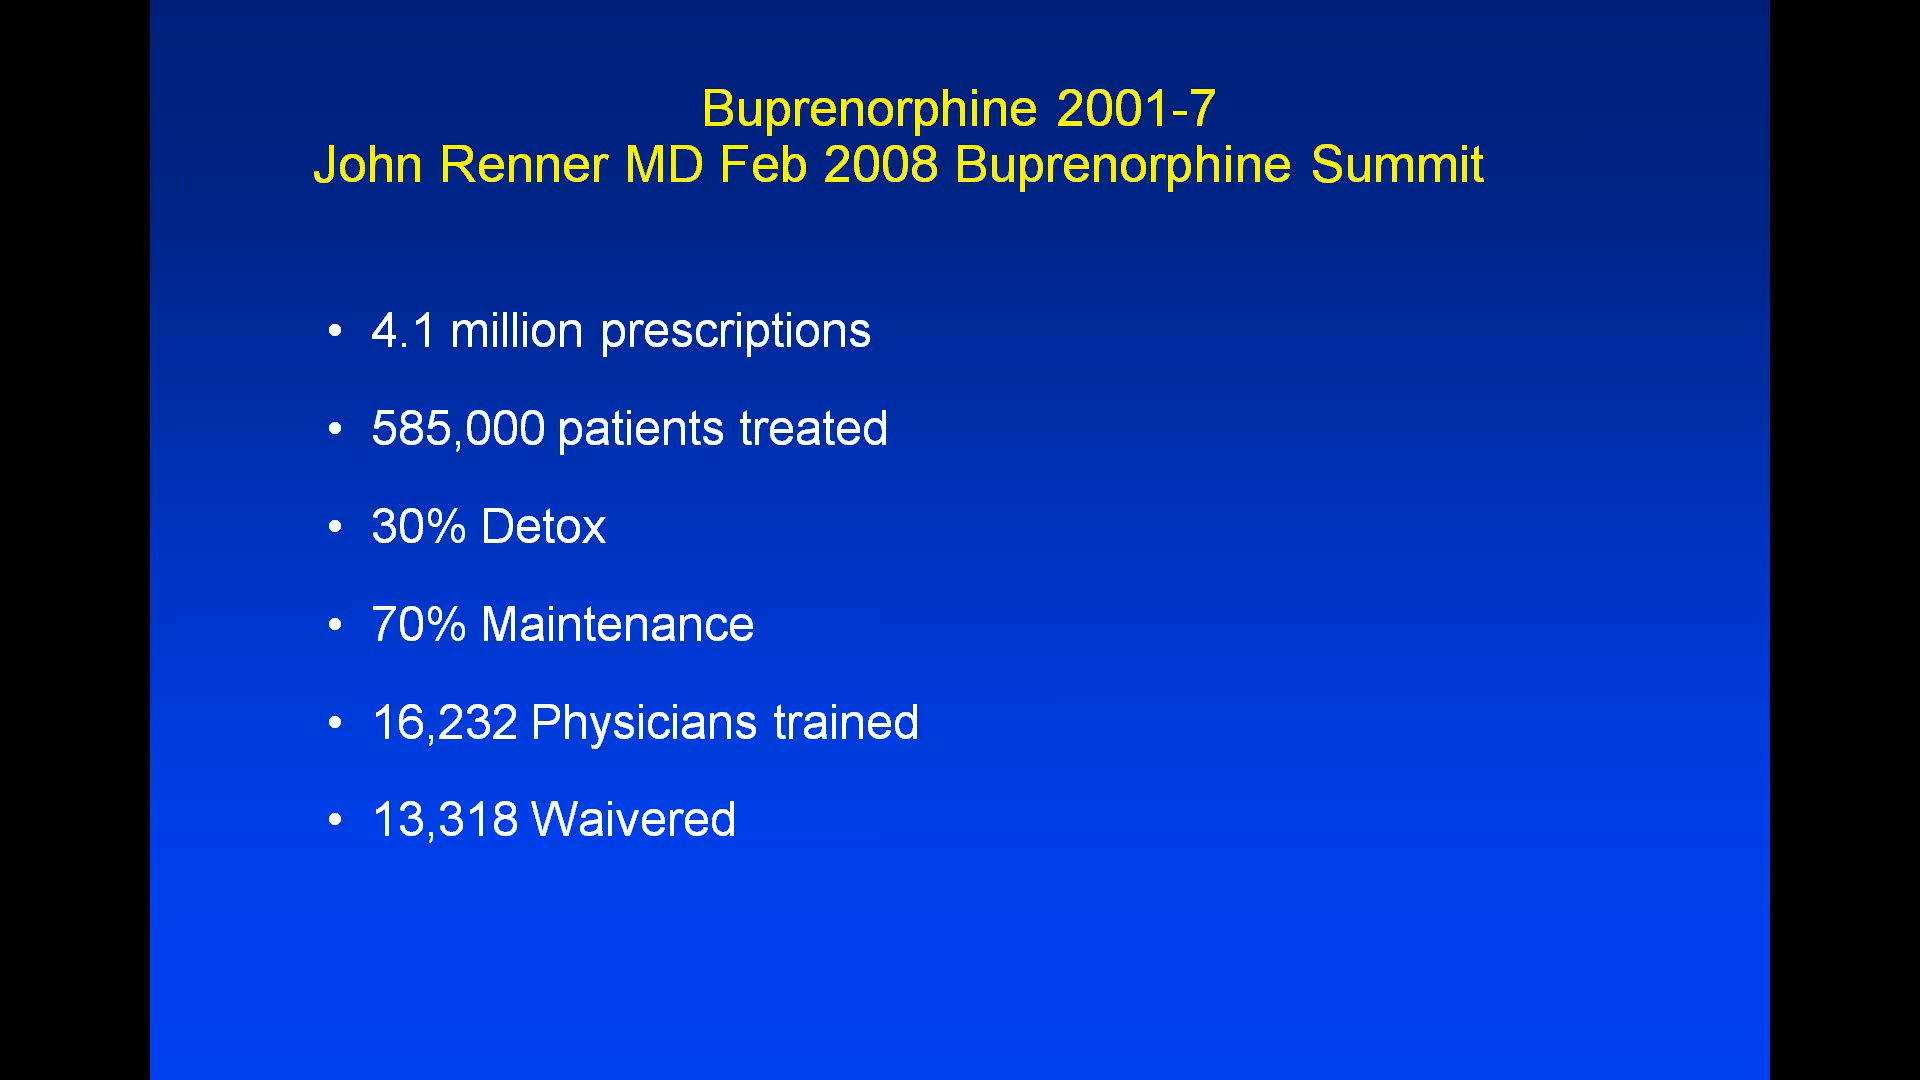 Buprenorphine 2001-7
John Renner MD Feb 2008 Buprenorphine Summit
• 4.1 million prescriptions
• 585,000 patients treated
• 30% Detox
• 70% Maintenance
• 16,232 Physicians trained
• 13,318 Waivered